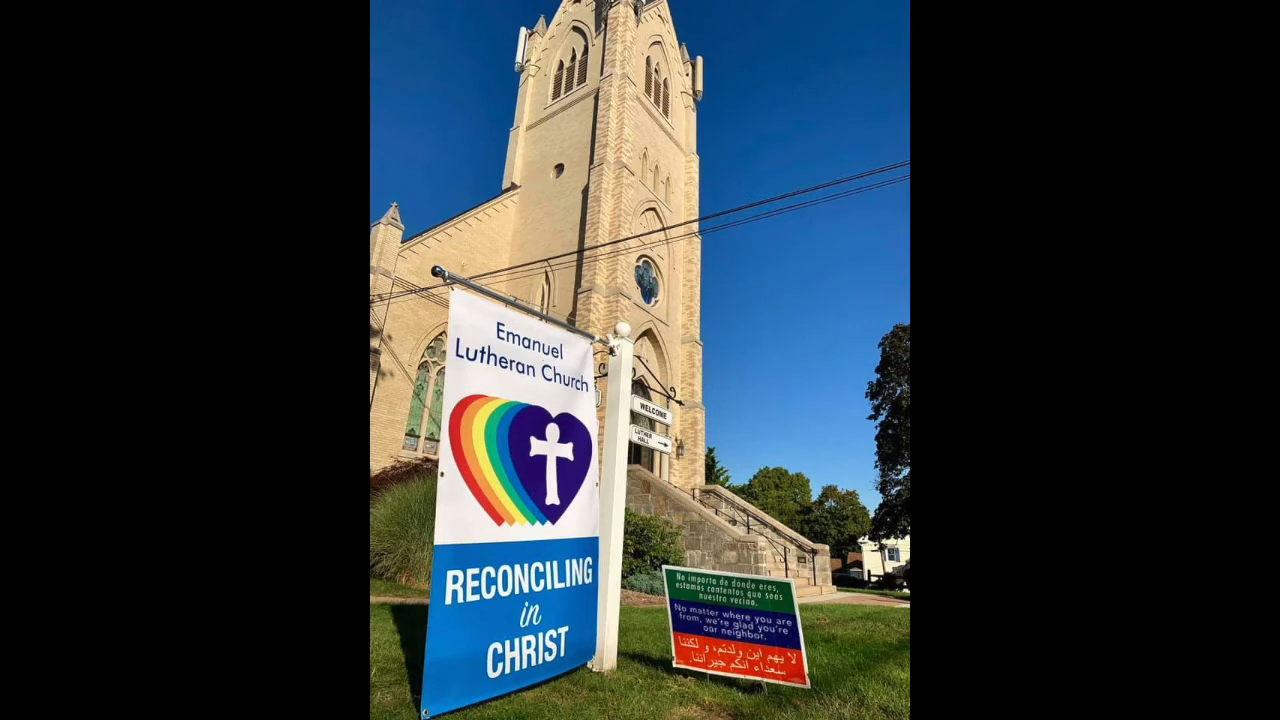 Emanuel
Lutheran Church
RECONCILING
in
CHRIST
WELCOME
LUTHER
HALL
No importa de dónde eres,
estamos contentos que seas
nuestro vecino.
No matter where you are
from, we're glad you're
our neighbor.
لا يهم اين ولدتم، و لكننا
سعداء انكم جيراننا.